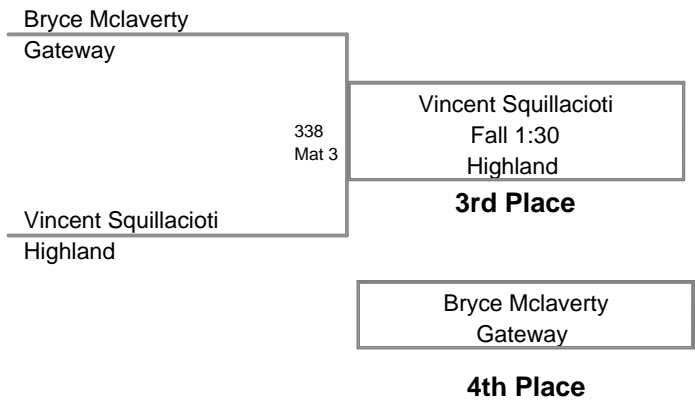 Bryce Mclaverty
Gateway
338
Mat 3
Vincent Squillacioti
Fall 1:30
Highland
3rd Place
Vincent Squillacioti
Highland
Bryce Mclaverty
Gateway
4th Place